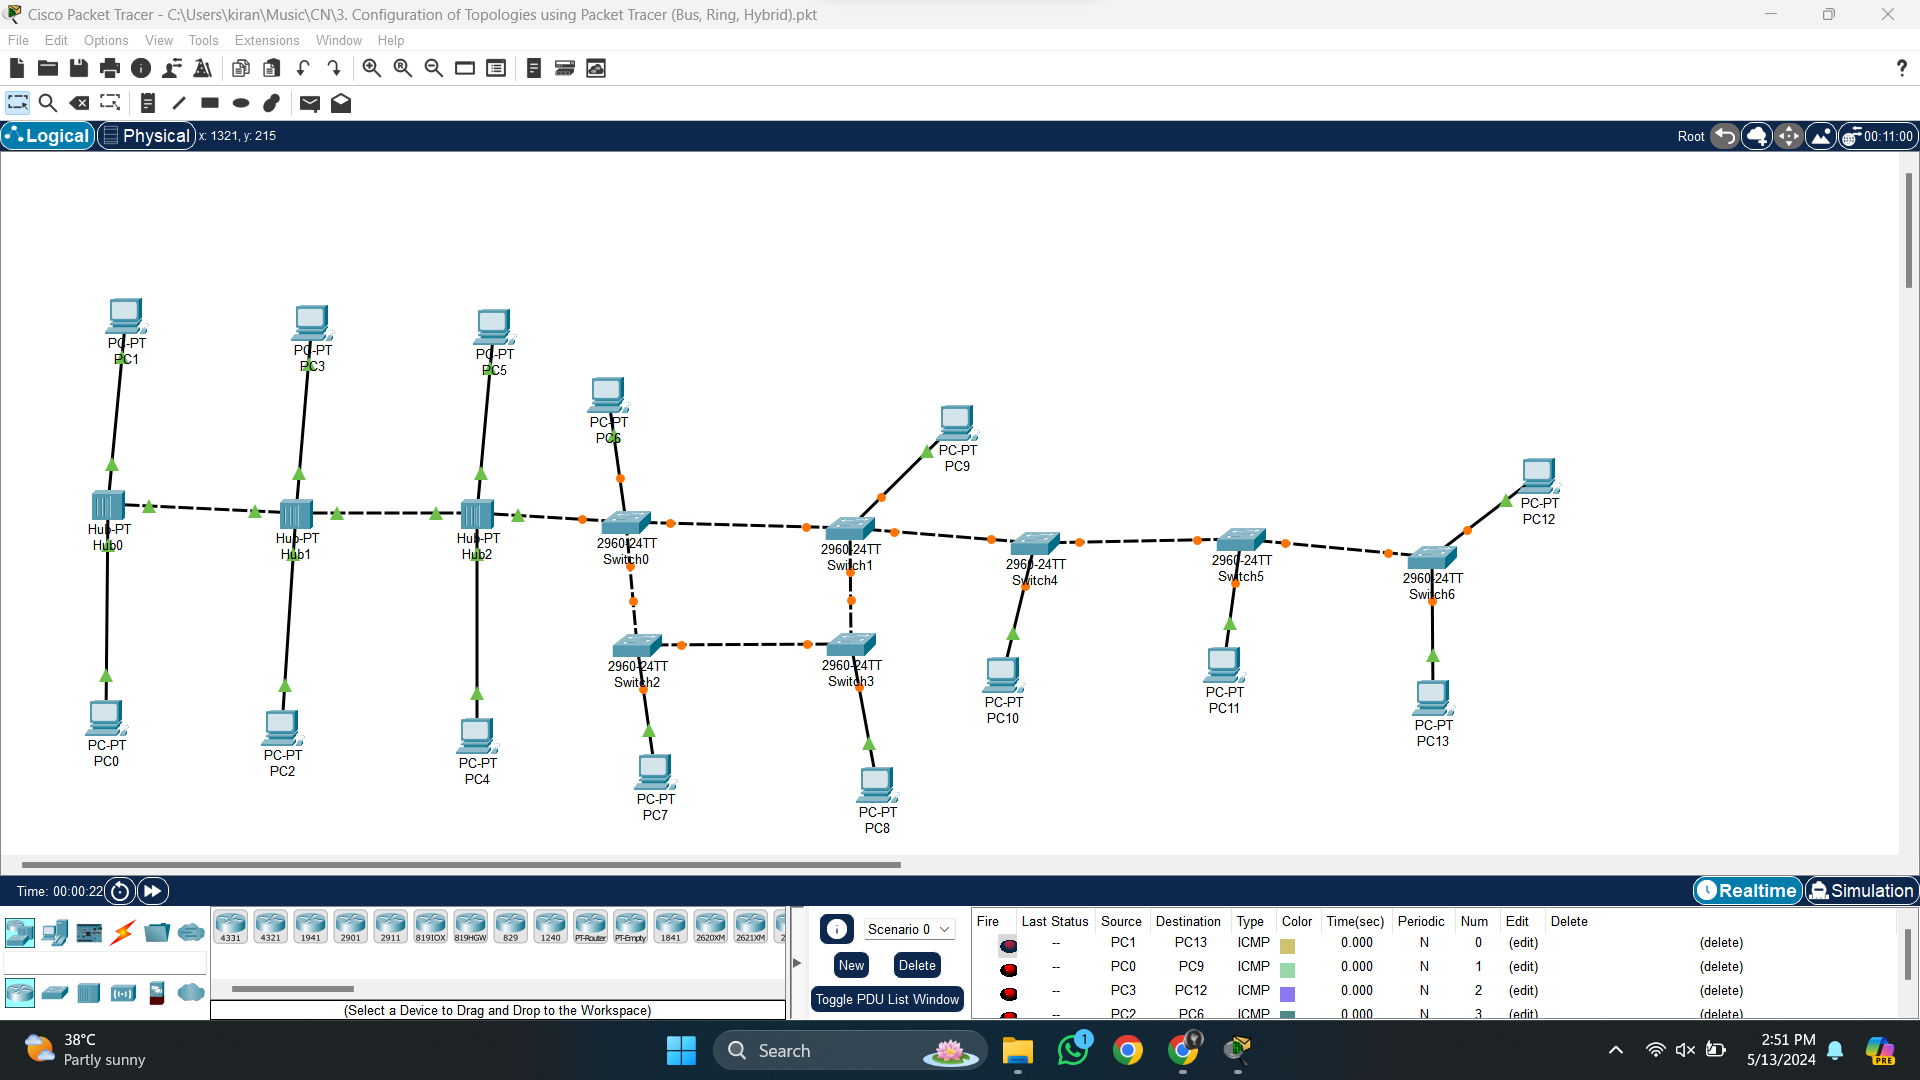 Cisco Packet Tracer - C:\Users\kiran\Music\CN\3. Configuration of Topologies using Packet Tracer (Bus, Ring, Hybrid).pkt
File Edit Options View Tools Extensions Window Help
?
Logical Physical x: 1321, y: 215 Root 00:11:00
PC-PT
PC1
PC-PT
PC3
PC-PT
PC5
PC-PT
PC6
PC-PT
PC9
PC-PT
PC12
Hub-PT
Hub0
Hub-PT
Hub1
Hub-PT
Hub2
2960-24TT
Switch0
2960-24TT
Switch1
2960-24TT
Switch4
2960-24TT
Switch5
2960-24TT
Switch6
2960-24TT
Switch2
2960-24TT
Switch3
PC-PT
PC10
PC-PT
PC11
PC-PT
PC13
PC-PT
PC0
PC-PT
PC2
PC-PT
PC4
PC-PT
PC7
PC-PT
PC8
Time: 00:00:22 Realtime Simulation
4331 4321 1941 2901 2911 819IOX 819HGW 829 1240 PT-Router PT-Empty 1841 2620XM 2621XM 2
(Select a Device to Drag and Drop to the Workspace)
Scenario 0
New Delete
Toggle PDU List Window
Fire Last Status Source Destination Type Color Time(sec) Periodic Num Edit Delete
-- PC1 PC13 ICMP 0.000 N 0 (edit) (delete)
-- PC0 PC9 ICMP 0.000 N 1 (edit) (delete)
-- PC3 PC12 ICMP 0.000 N 2 (edit) (delete)
-- PC2 PC6 ICMP 0.000 N 3 (edit) (delete)
38°C
Partly sunny
Search
1
2:51 PM
5/13/2024
PRE